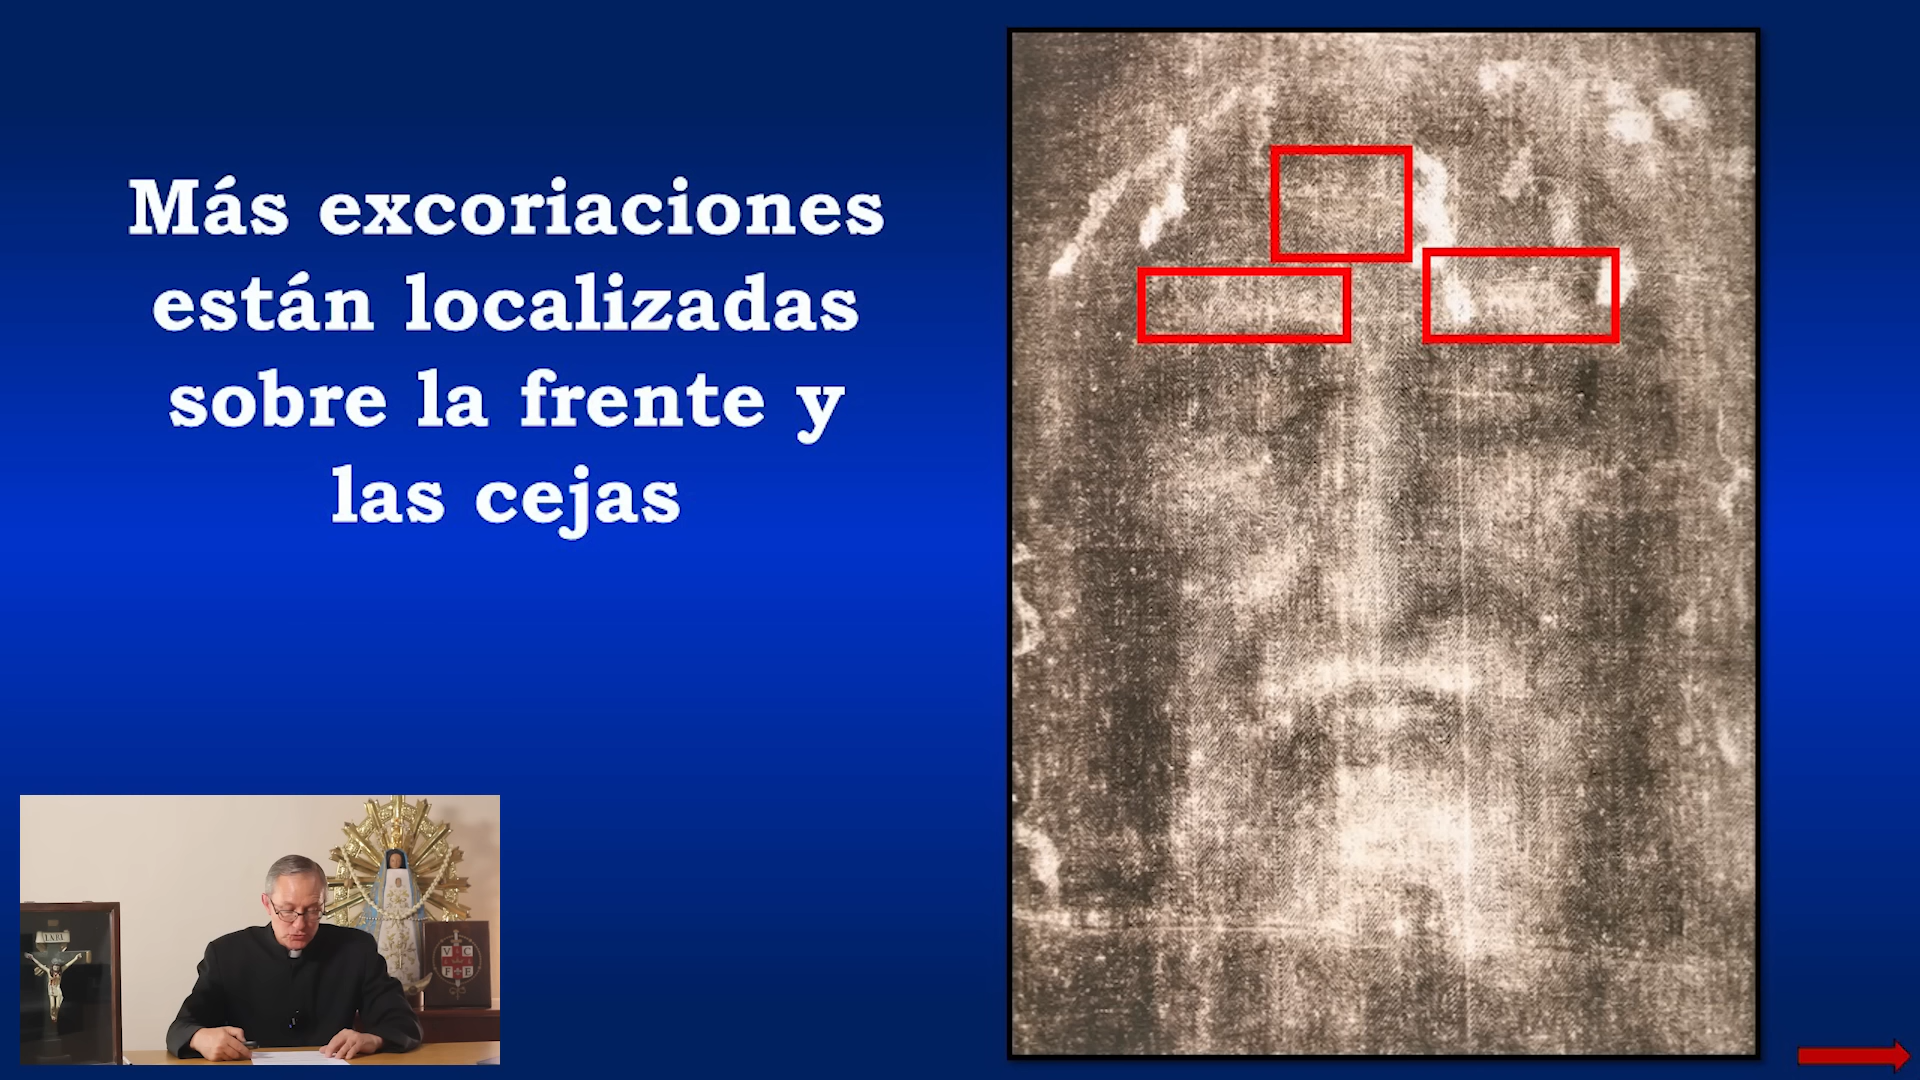 Más excoriaciones
están localizadas
sobre la frente y
las cejas
V C
F E